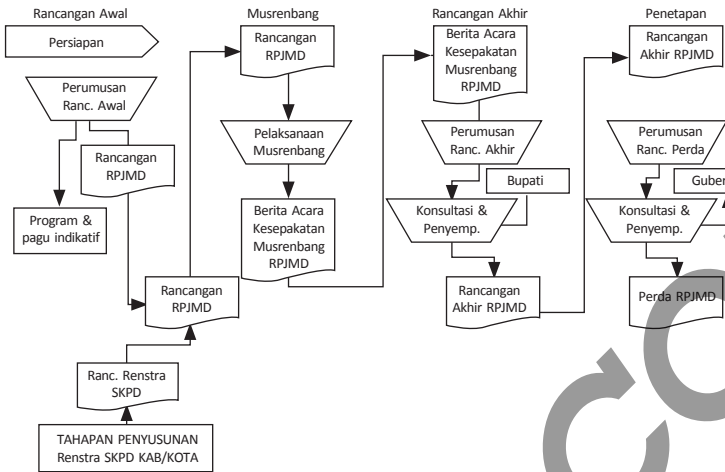 Rancangan Awal
Persiapan
Perumusan
Ranc. Awal
Rancangan
RPJMD
Program &
pagu indikatif
Rancangan
RPJMD
Ranc. Renstra
SKPD
TAHAPAN PENYUSUNAN
Renstra SKPD KAB/KOTA
Musrenbang
Rancangan
RPJMD
Pelaksanaan
Musrenbang
Berita Acara
Kesepakatan
Musrenbang
RPJMD
Rancangan Akhir
Berita Acara
Kesepakatan
Musrenbang
RPJMD
Perumusan
Ranc. Akhir
Bupati
Konsultasi &
Penyemp.
Rancangan
Akhir RPJMD
Penetapan
Rancangan
Akhir RPJMD
Perumusan
Ranc. Perda
Guber
Konsultasi &
Penyemp.
Perda RPJMD